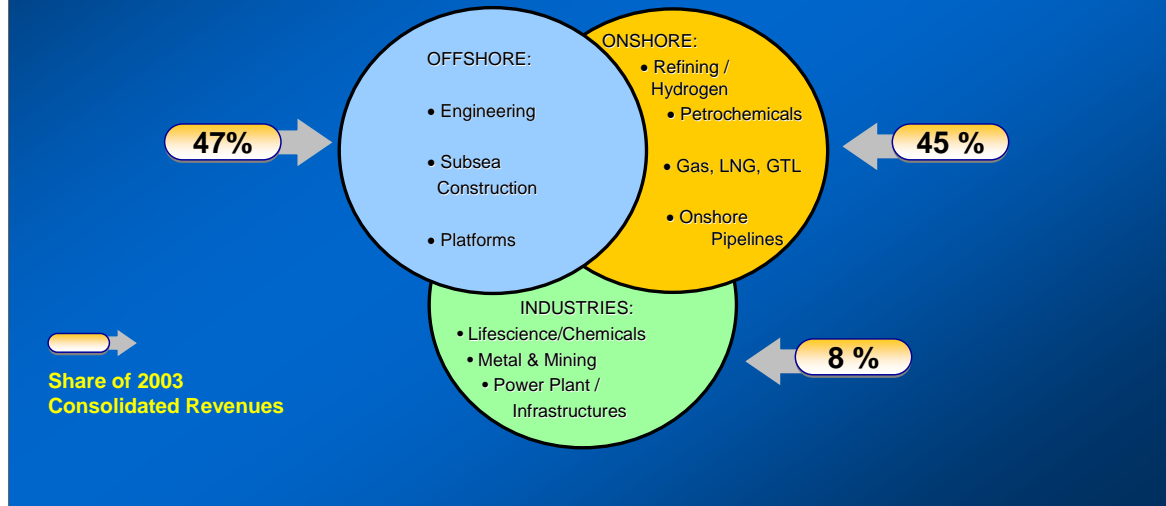 OFFSHORE:
• Engineering
• Subsea
Construction
• Platforms
ONSHORE:
• Refining /
Hydrogen
• Petrochemicals
• Gas, LNG, GTL
• Onshore
Pipelines
47%
45 %
INDUSTRIES:
• Lifescience/Chemicals
• Metal & Mining
• Power Plant /
Infrastructures
8 %
Share of 2003
Consolidated Revenues